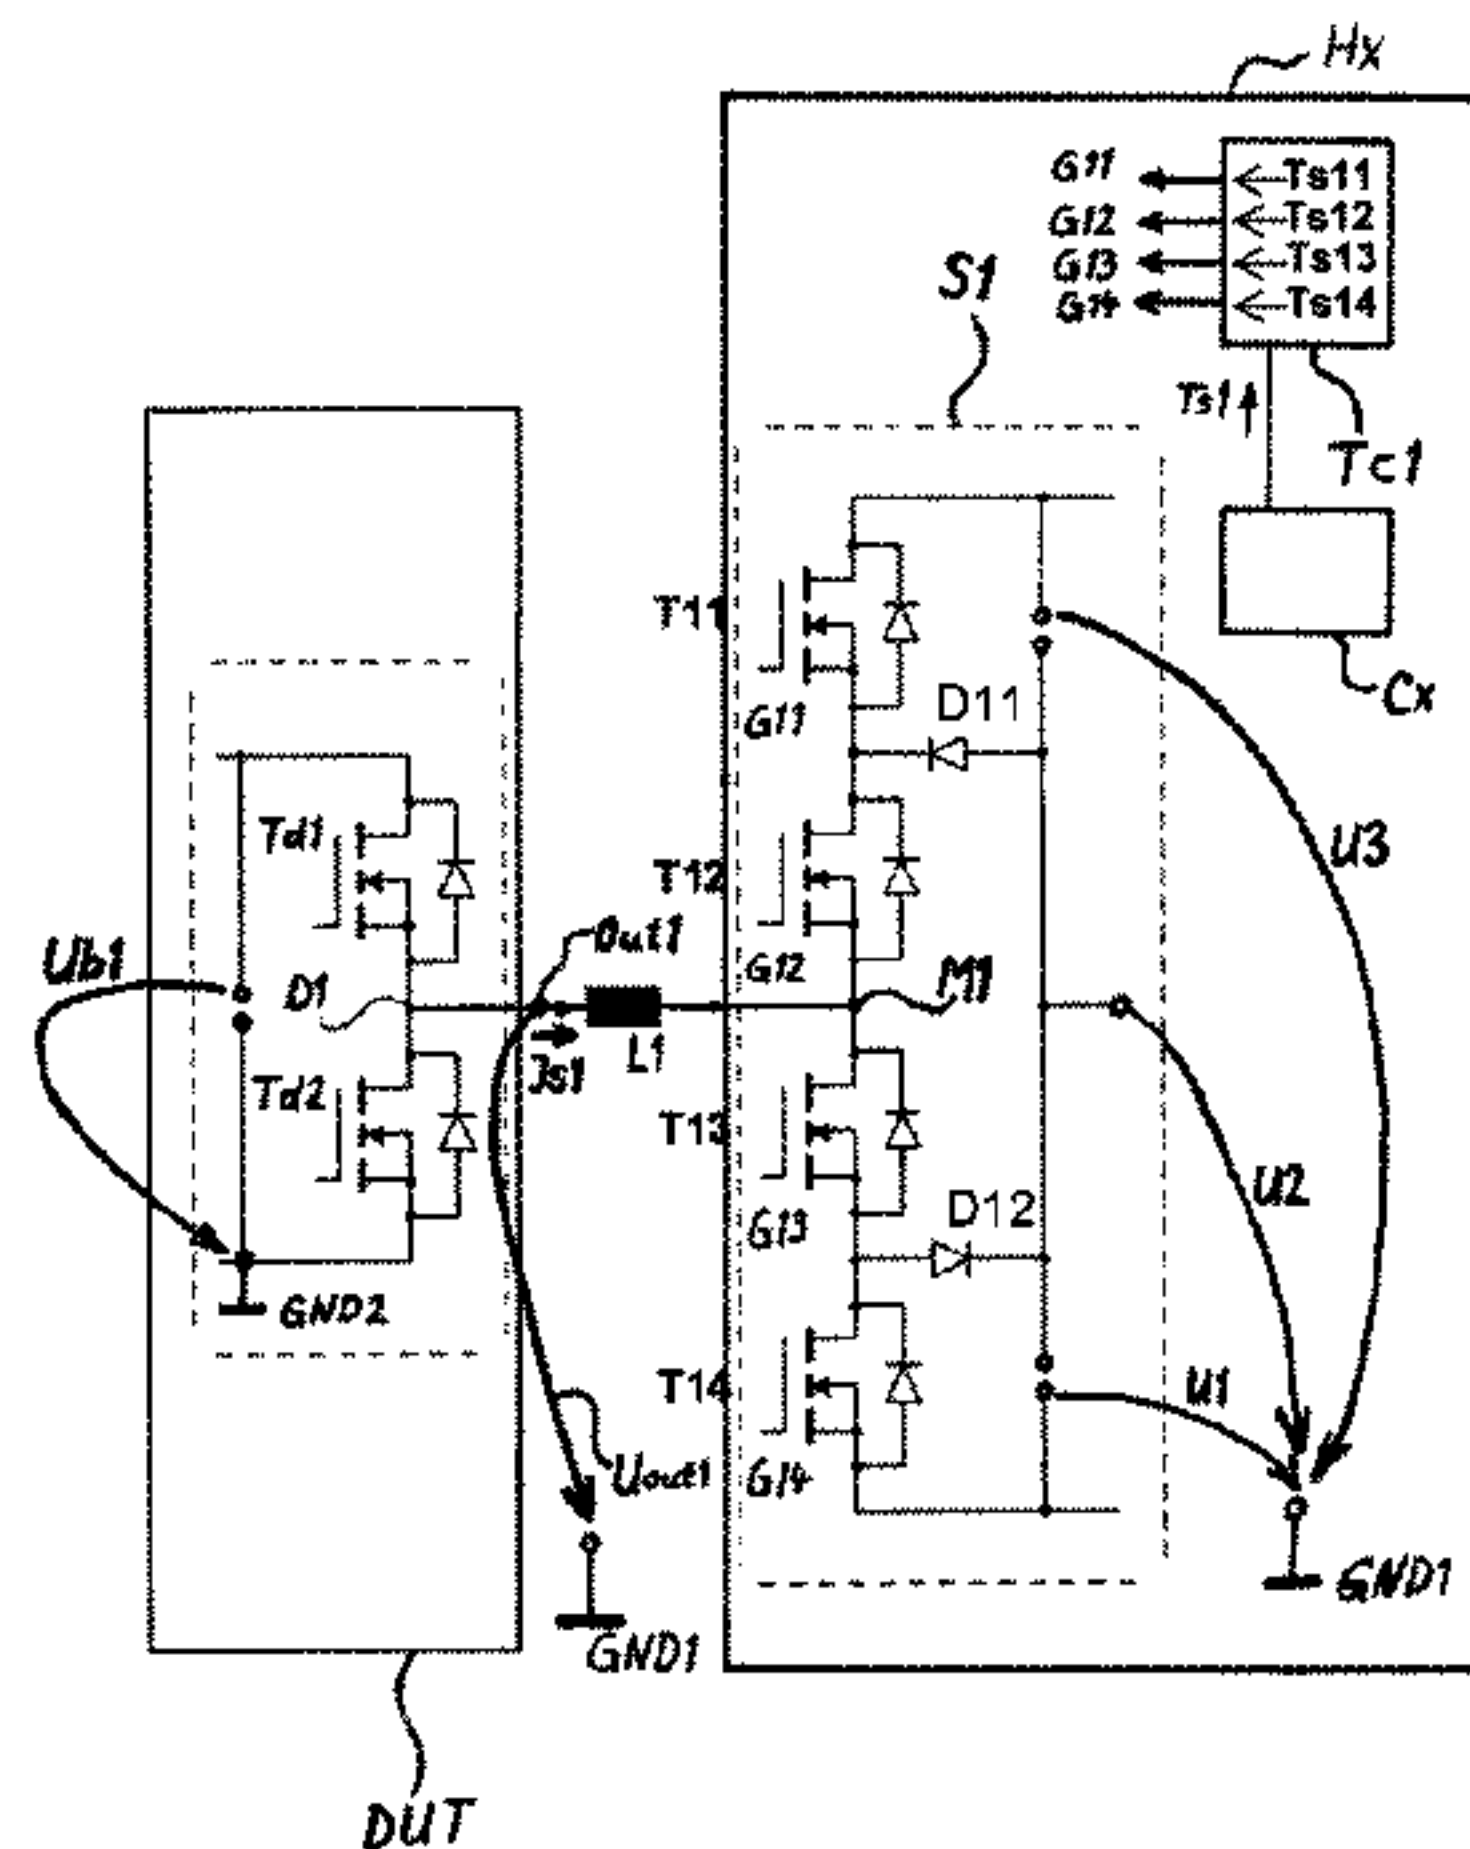 Hx
G11
Ts11
G12
Ts12
G13
Ts13
G14
Ts14
S1
Ts1
Tc1
Cx
T11
G11
D11
U3
Td1
T12
G12
Ub1
D1
Out1
M1
Js1
L1
Td2
T13
G13
D12
U2
GND2
T14
G14
U1
Uout1
GND1
GND1
DUT